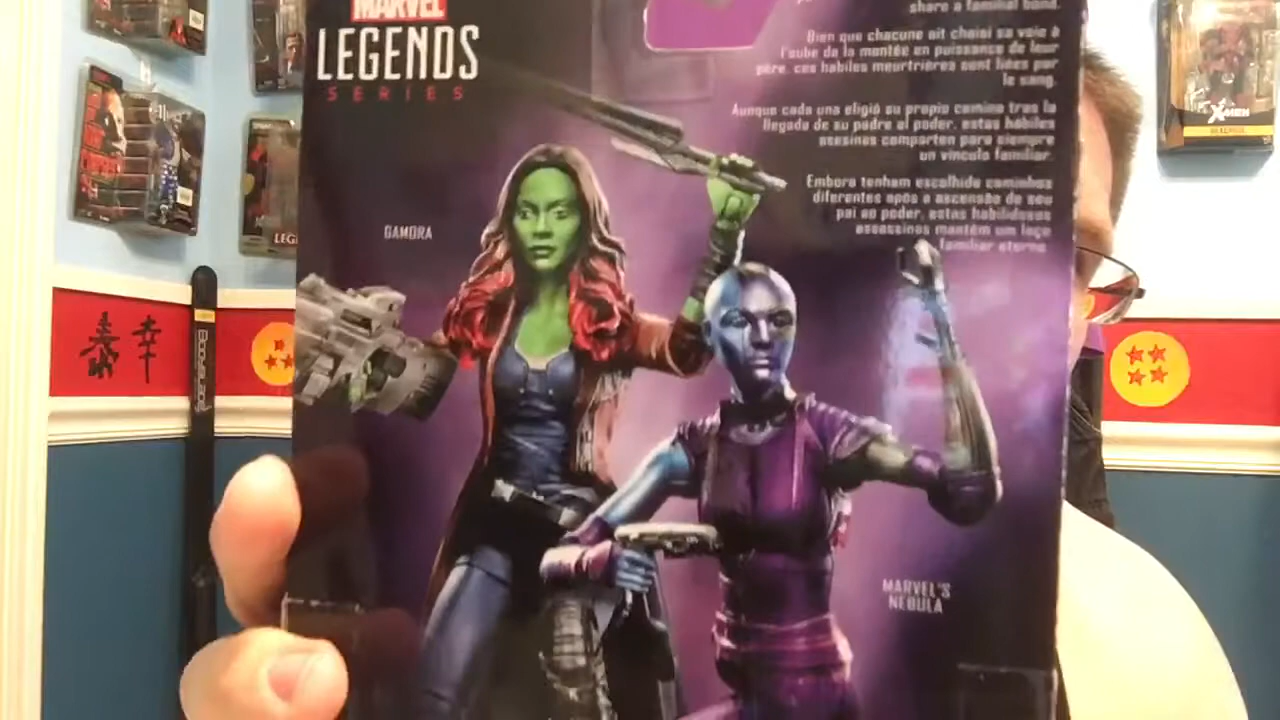 MARVEL
LEGENDS
SERIES
share a familial bond.
Bien que chacune ait choisi sa voie à
l'aube de la montée en puissance de leur
père, ces habiles meurtrières sont liées par
le sang.
Aunque cada una eligió su propio camino tras la
llegada de su padre al poder, estas hábiles
asesinas comparten para siempre
un vínculo familiar.
Embora tenham escolhido caminhos
diferentes após a ascensão de seu
pai ao poder, estas habilidosas
assassinas mantêm um laço
familiar eterno.
GAMORA
MARVEL'S
NEBULA
X-MEN
LEG
幸